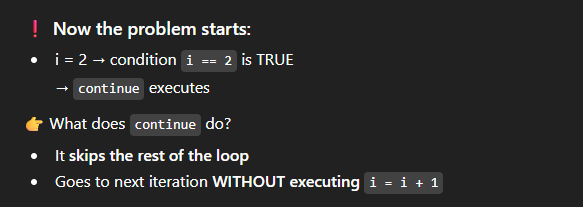 ❗ Now the problem starts:
• i = 2 → condition i == 2 is TRUE
→ continue executes
👉 What does continue do?
• It skips the rest of the loop
• Goes to next iteration WITHOUT executing i = i + 1